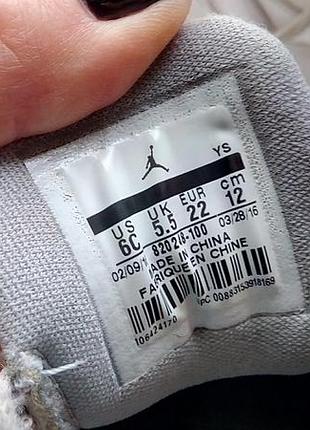 YS
US UK EUR cm
6C 5.5 22 12
02/09/1 03/28/16
MADE IN CHINA
FABRIQUE EN CHINE
UPC 00883153918169